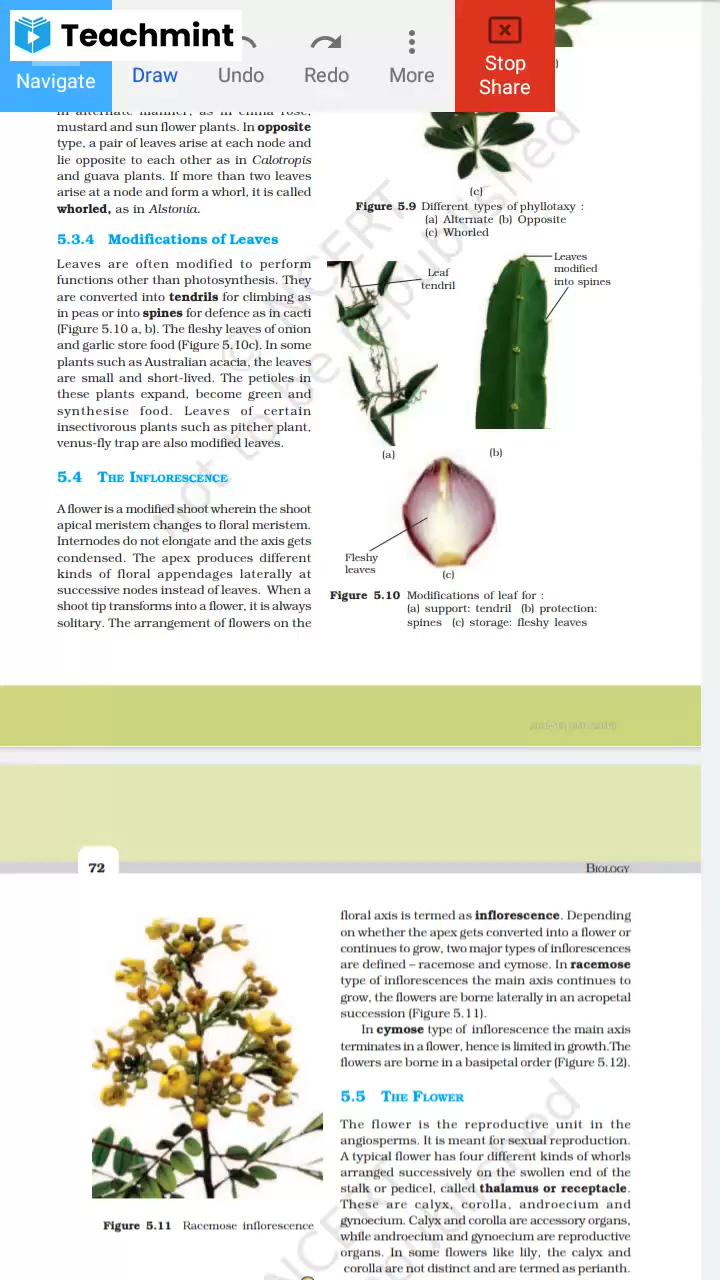 Teachmint
Navigate
Draw
Undo
Redo
More
Stop
Share
in alternate manner, as in china rose,
mustard and sun flower plants. In opposite
type, a pair of leaves arise at each node and
lie opposite to each other as in Calotropis
and guava plants. If more than two leaves
arise at a node and form a whorl, it is called
whorled, as in Alstonia.
(c)
Figure 5.9 Different types of phyllotaxy :
(a) Alternate (b) Opposite
(c) Whorled
5.3.4 Modifications of Leaves
Leaves are often modified to perform
functions other than photosynthesis. They
are converted into tendrils for climbing as
in peas or into spines for defence as in cacti
(Figure 5.10 a, b). The fleshy leaves of onion
and garlic store food (Figure 5.10c). In some
plants such as Australian acacia, the leaves
are small and short-lived. The petioles in
these plants expand, become green and
synthesise food. Leaves of certain
insectivorous plants such as pitcher plant,
venus-fly trap are also modified leaves.
Leaf
tendril
Leaves
modified
into spines
(a)
(b)
Fleshy
leaves
(c)
Figure 5.10 Modifications of leaf for :
(a) support: tendril (b) protection:
spines (c) storage: fleshy leaves
5.4 THE INFLORESCENCE
A flower is a modified shoot wherein the shoot
apical meristem changes to floral meristem.
Internodes do not elongate and the axis gets
condensed. The apex produces different
kinds of floral appendages laterally at
successive nodes instead of leaves. When a
shoot tip transforms into a flower, it is always
solitary. The arrangement of flowers on the
© NCERT
not to be republished
72
BIOLOGY
floral axis is termed as inflorescence. Depending
on whether the apex gets converted into a flower or
continues to grow, two major types of inflorescences
are defined – racemose and cymose. In racemose
type of inflorescences the main axis continues to
grow, the flowers are borne laterally in an acropetal
succession (Figure 5.11).
In cymose type of inflorescence the main axis
terminates in a flower, hence is limited in growth.The
flowers are borne in a basipetal order (Figure 5.12).
5.5 THE FLOWER
The flower is the reproductive unit in the
angiosperms. It is meant for sexual reproduction.
A typical flower has four different kinds of whorls
arranged successively on the swollen end of the
stalk or pedicel, called thalamus or receptacle.
These are calyx, corolla, androecium and
gynoecium. Calyx and corolla are accessory organs,
while androecium and gynoecium are reproductive
organs. In some flowers like lily, the calyx and
corolla are not distinct and are termed as perianth.
Figure 5.11 Racemose inflorescence